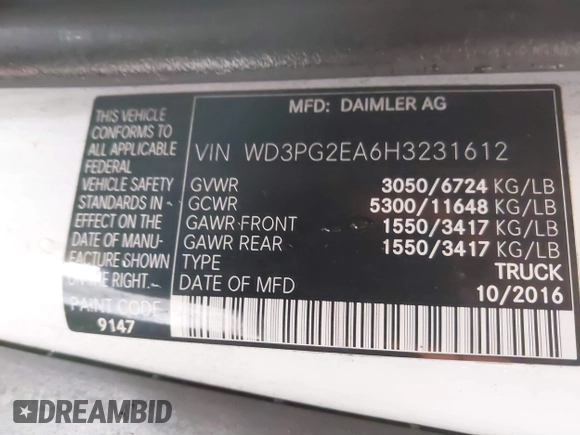 MFD: DAIMLER AG
THIS VEHICLE
CONFORMS TO
ALL APPLICABLE
FEDERAL
VEHICLE SAFETY
STANDARDS IN
EFFECT ON THE
DATE OF MANU-
FACTURE SHOWN
ON THE RIGHT.
PAINT CODE
9147
VIN WD3PG2EA6H3231612
GVWR 3050/6724 KG/LB
GCWR 5300/11648 KG/LB
GAWR FRONT 1550/3417 KG/LB
GAWR REAR 1550/3417 KG/LB
TYPE TRUCK
DATE OF MFD 10/2016
DREAMBID